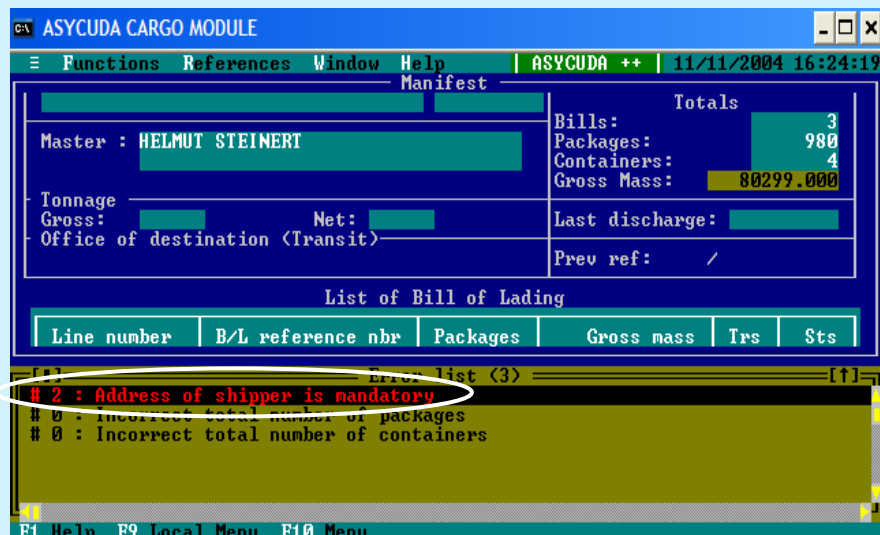 ASYCUDA CARGO MODULE
≡ Functions References Window Help | ASYCUDA ++ | 11/11/2004 16:24:19
Manifest
Totals
Bills: 3
Master : HELMUT STEINERT Packages: 980
Containers: 4
Gross Mass: 80299.000
Tonnage
Gross: Net: Last discharge:
Office of destination (Transit)
Prev ref: /
List of Bill of Lading
Line number B/L reference nbr Packages Gross mass Trs Sts
Error list (3) [↑]
# 2 : Address of shipper is mandatory
# 0 : Incorrect total number of packages
# 0 : Incorrect total number of containers
F1 Help F9 Local Menu F10 Menu